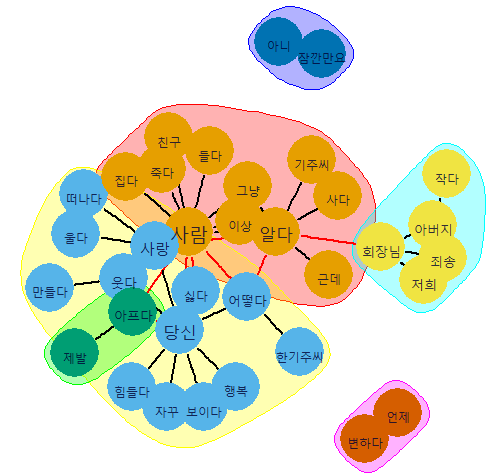 아니
잠깐만요
친구
듣다
죽다
집다
기주씨
그냥
사다
떠나다
사람
이상
알다
울다
사랑
작다
아버지
회장님
죄송
저희
근데
만들다
웃다
싫다
어떻다
아프다
당신
제발
한기주씨
힘들다
자꾸
보이다
행복
언제
변하다